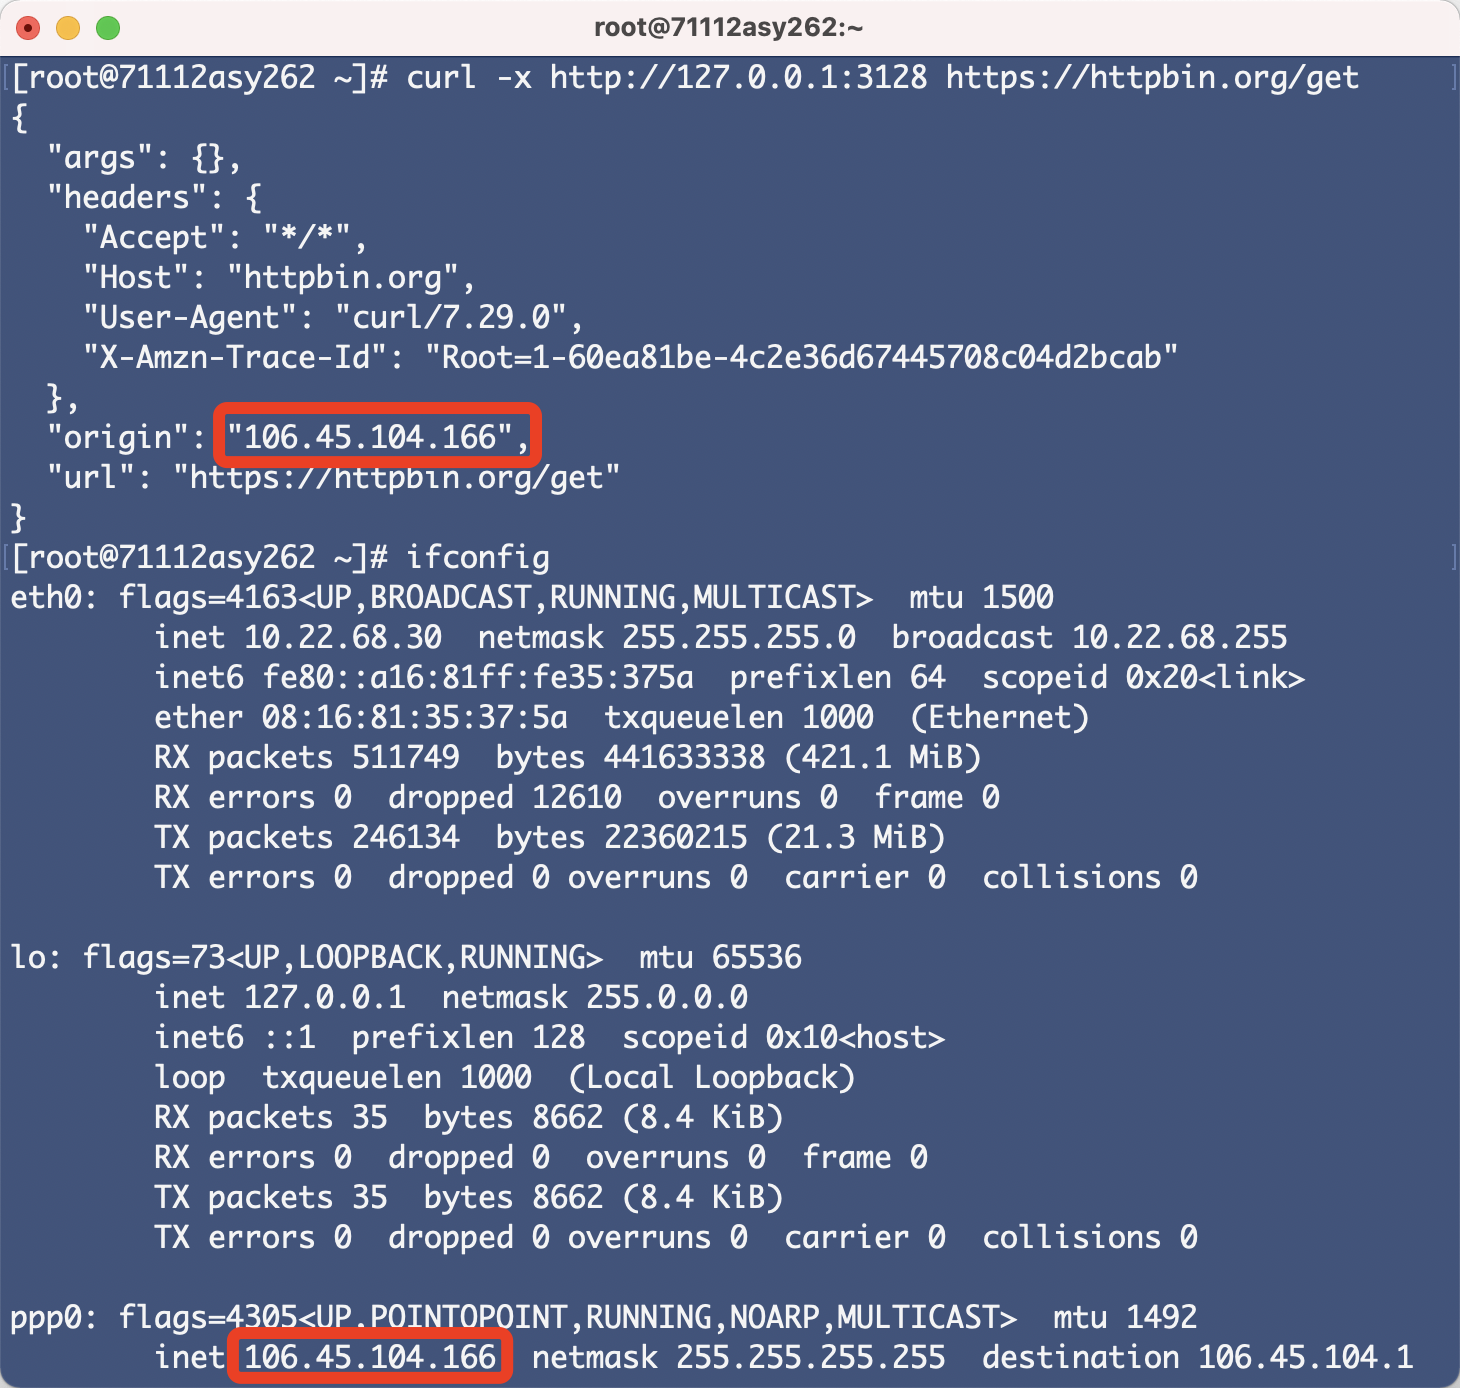 root@71112asy262:~
[root@71112asy262 ~]# curl -x http://127.0.0.1:3128 https://httpbin.org/get
{
  "args": {},
  "headers": {
    "Accept": "*/*",
    "Host": "httpbin.org",
    "User-Agent": "curl/7.29.0",
    "X-Amzn-Trace-Id": "Root=1-60ea81be-4c2e36d67445708c04d2bcab"
  },
  "origin": "106.45.104.166",
  "url": "https://httpbin.org/get"
}
[root@71112asy262 ~]# ifconfig
eth0: flags=4163<UP,BROADCAST,RUNNING,MULTICAST>  mtu 1500
        inet 10.22.68.30  netmask 255.255.255.0  broadcast 10.22.68.255
        inet6 fe80::a16:81ff:fe35:375a  prefixlen 64  scopeid 0x20<link>
        ether 08:16:81:35:37:5a  txqueuelen 1000  (Ethernet)
        RX packets 511749  bytes 441633338 (421.1 MiB)
        RX errors 0  dropped 12610  overruns 0  frame 0
        TX packets 246134  bytes 22360215 (21.3 MiB)
        TX errors 0  dropped 0 overruns 0  carrier 0  collisions 0

lo: flags=73<UP,LOOPBACK,RUNNING>  mtu 65536
        inet 127.0.0.1  netmask 255.0.0.0
        inet6 ::1  prefixlen 128  scopeid 0x10<host>
        loop  txqueuelen 1000  (Local Loopback)
        RX packets 35  bytes 8662 (8.4 KiB)
        RX errors 0  dropped 0  overruns 0  frame 0
        TX packets 35  bytes 8662 (8.4 KiB)
        TX errors 0  dropped 0 overruns 0  carrier 0  collisions 0

ppp0: flags=4305<UP,POINTOPOINT,RUNNING,NOARP,MULTICAST>  mtu 1492
        inet 106.45.104.166  netmask 255.255.255.255  destination 106.45.104.1